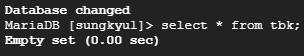 Database changed
MariaDB [sungkyul]> select * from tbk;
Empty set (0.00 sec)